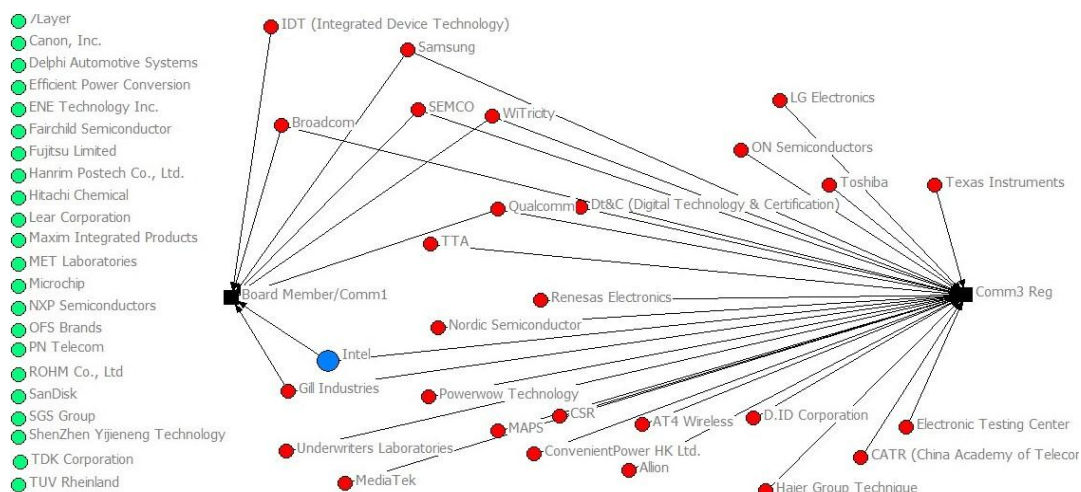 7Layer
Canon, Inc.
Delphi Automotive Systems
Efficient Power Conversion
ENE Technology Inc.
Fairchild Semiconductor
Fujitsu Limited
Hanrim Postech Co., Ltd.
Hitachi Chemical
Lear Corporation
Maxim Integrated Products
MET Laboratories
Microchip
NXP Semiconductors
OFS Brands
PN Telecom
ROHM Co., Ltd
SanDisk
SGS Group
ShenZhen Yijieneng Technology
TDK Corporation
TUV Rheinland
IDT (Integrated Device Technology)
Samsung
SEMCO
WiTricity
Broadcom
LG Electronics
ON Semiconductors
Toshiba
Texas Instruments
Qualcomm
Dt&C (Digital Technology & Certification)
TTA
Board Member/Comm1
Comm3 Reg
Renesas Electronics
Nordic Semiconductor
Intel
Gill Industries
Powerwow Technology
CSR
MAPS
AT4 Wireless
D.ID Corporation
Electronic Testing Center
Underwriters Laboratories
ConvenientPower HK Ltd.
CATR (China Academy of Telecon
Allion
MediaTek
Haier Group Technique